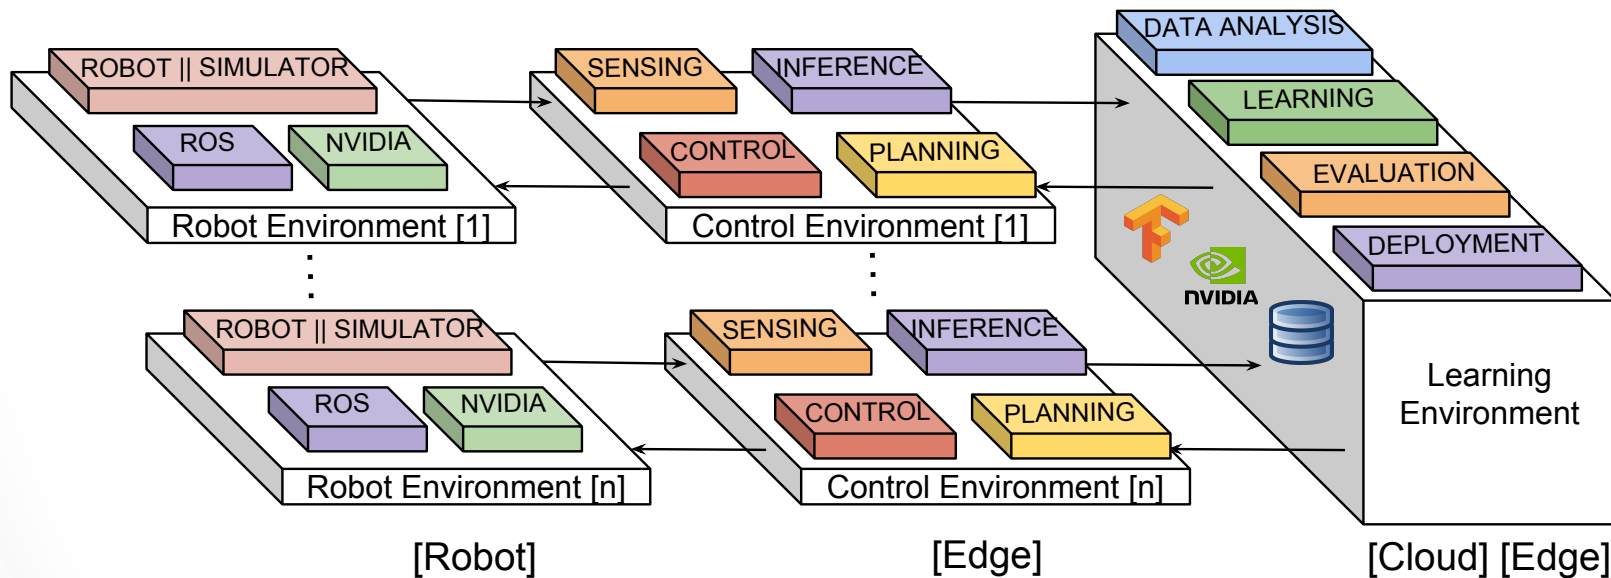 ROBOT || SIMULATOR
ROS
NVIDIA
Robot Environment [1]
SENSING
INFERENCE
CONTROL
PLANNING
Control Environment [1]
DATA ANALYSIS
LEARNING
EVALUATION
DEPLOYMENT
NVIDIA
Learning
Environment
ROBOT || SIMULATOR
ROS
NVIDIA
Robot Environment [n]
SENSING
INFERENCE
CONTROL
PLANNING
Control Environment [n]
[Robot]
[Edge]
[Cloud] [Edge]